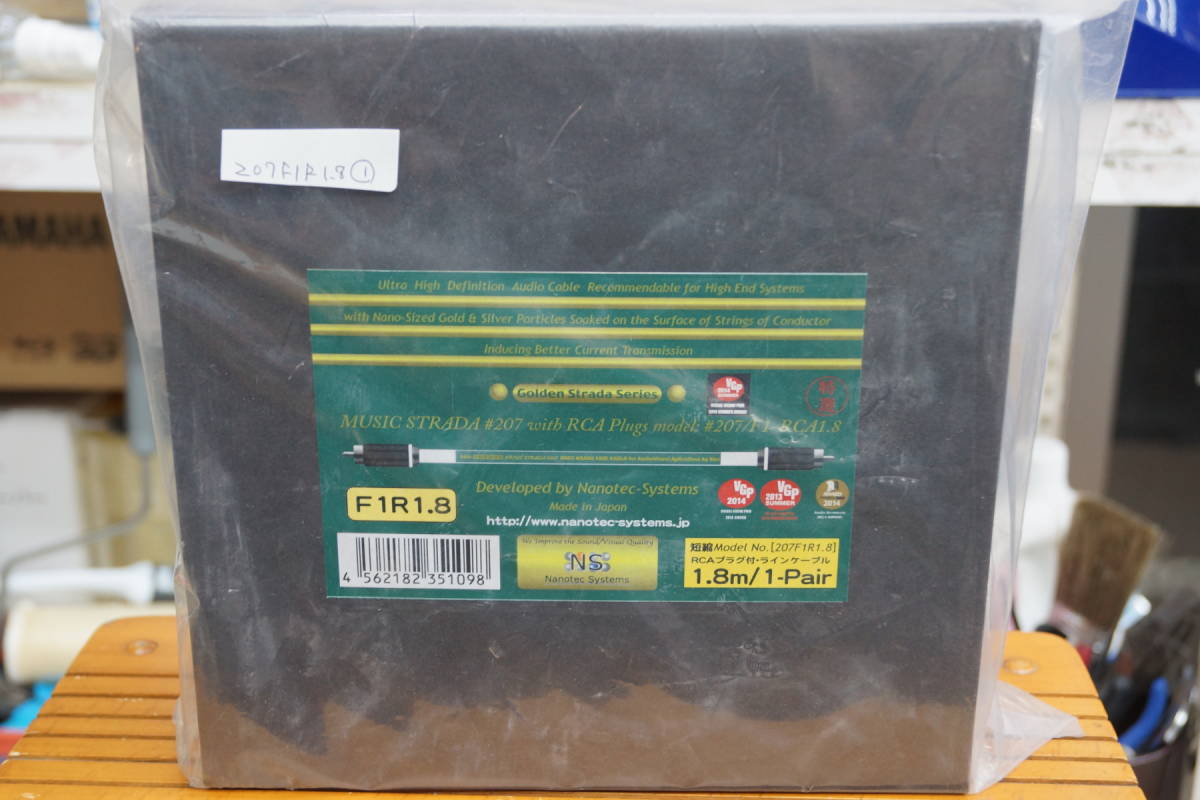 207F1R1.8①
YAMAHA
Ultra High Definition Audio Cable Recommendable for High End Systems
with Nano-Sized Gold & Silver Particles Soaked on the Surface of Strings of Conductor
Inducing Better Current Transmission
Golden Strada Series
VGP
2014
SUMMER
MUSIC STRADA #207 with RCA Plugs model: #207/F1-RCA1.8
F1R1.8
Developed by Nanotec-Systems
Made in Japan
http://www.nanotec-systems.jp
VGP
2014
VGP
2013
SUMMER
2014
4 562182 351098
We Improve the Sound/Visual Quality
NS
Nanotec Systems
短縮Model No.[207F1R1.8]
RCAプラグ付・ラインケーブル
1.8m/1-Pair